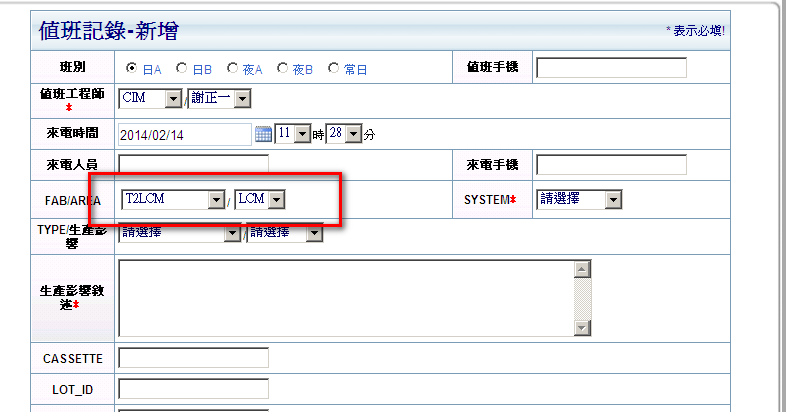 值班記錄-新增 * 表示必填!
班別 日A 日B 夜A 夜B 常日 值班手機
值班工程師* CIM / 謝正一
來電時間 2014/02/14 11 時 28 分
來電人員 來電手機
FAB/AREA T2LCM / LCM SYSTEM* 請選擇
TYPE/生產影響 請選擇 / 請選擇
生產影響敘述*
CASSETTE
LOT_ID